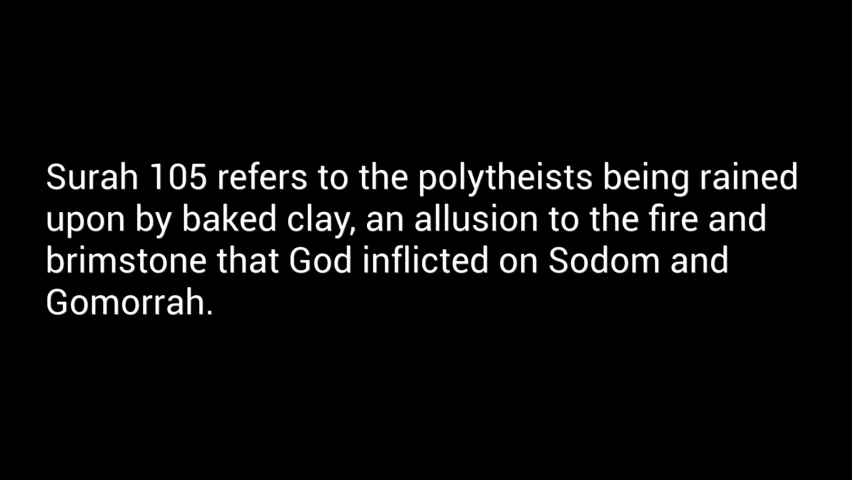 Surah 105 refers to the polytheists being rained
upon by baked clay, an allusion to the fire and
brimstone that God inflicted on Sodom and
Gomorrah.